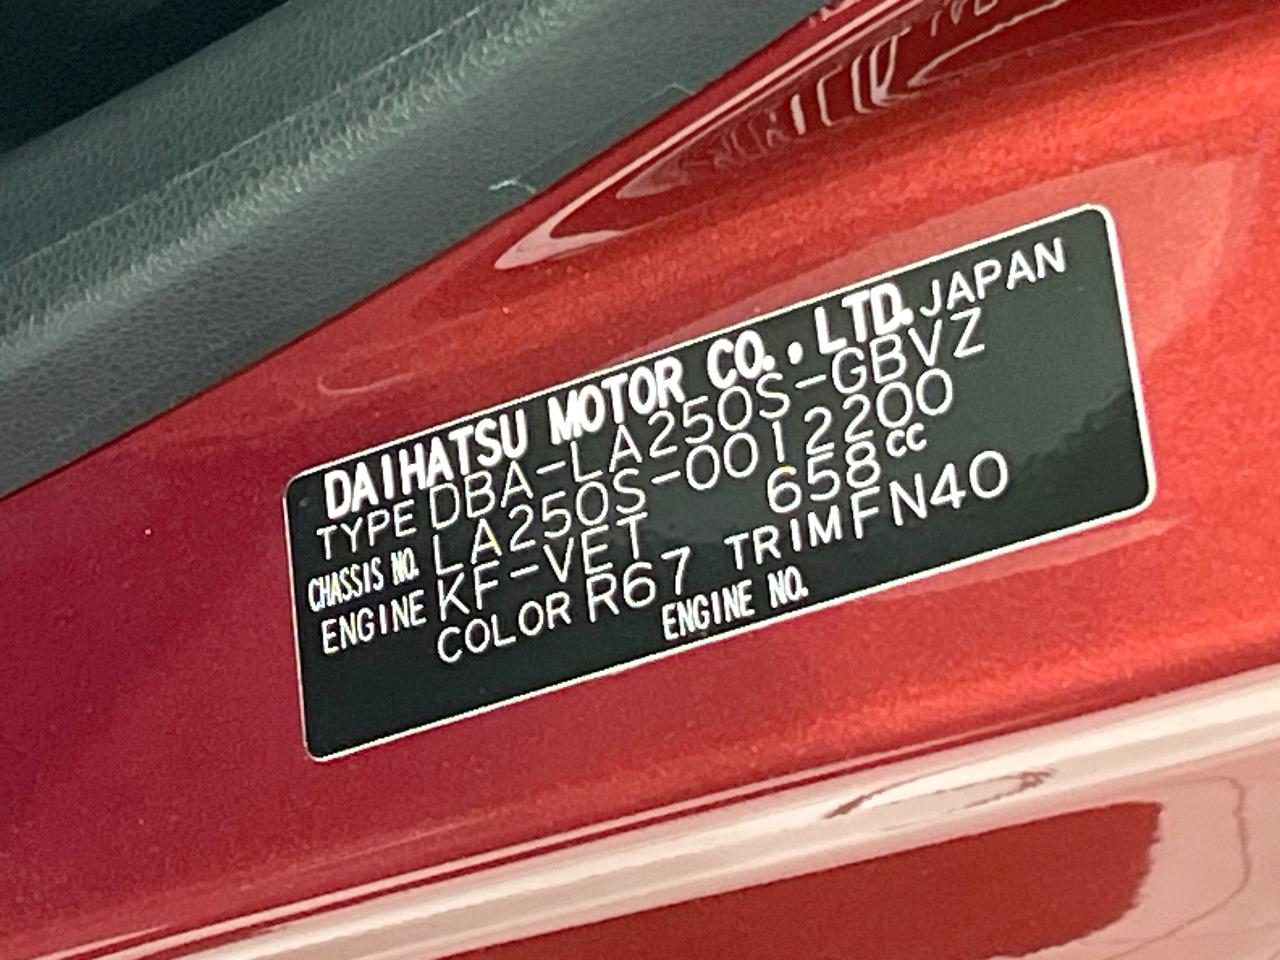 DAIHATSU MOTOR CO., LTD. JAPAN
TYPE DBA-LA250S-GBVZ
CHASSIS NO. LA250S-0012200
ENGINE KF-VET 658CC
COLOR R67 TRIM FN40
ENGINE NO.